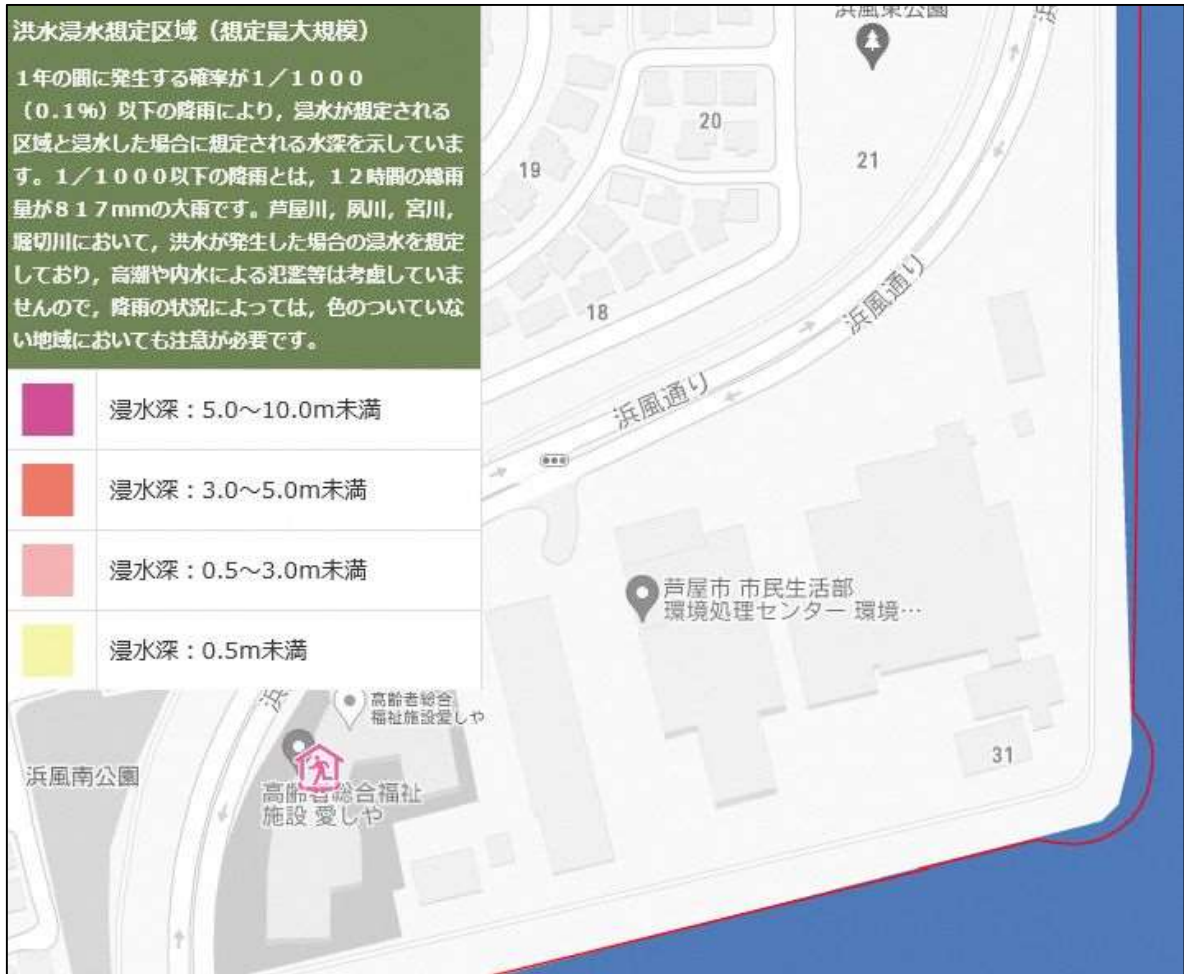 洪水浸水想定区域（想定最大規模）
１年の間に発生する確率が１／１０００
（０.１%）以下の降雨により，浸水が想定される
区域と浸水した場合に想定される水深を示していま
す。１／１０００以下の降雨とは，１２時間の総雨
量が８１７mmの大雨です。芦屋川，夙川，宮川，
堀切川において，洪水が発生した場合の浸水を想定
しており，高潮や内水による氾濫等は考慮していま
せんので，降雨の状況によっては，色のついていな
い地域においても注意が必要です。
浸水深：5.0～10.0m未満
浸水深：3.0～5.0m未満
浸水深：0.5～3.0m未満
浸水深：0.5m未満
浜風東公園
浜
20
19
21
18
浜風通り
浜風通り
芦屋市 市民生活部
環境処理センター 環境…
浜
高齢者総合
福祉施設愛しや
浜風南公園
高齢者総合福祉
施設 愛しや
31